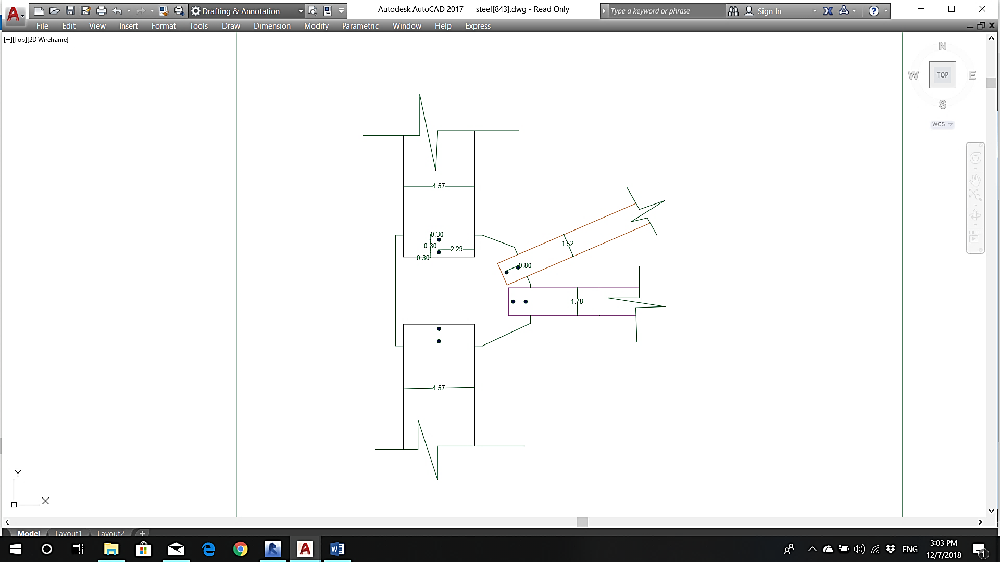 Drafting & Annotation
Autodesk AutoCAD 2017 steel[843].dwg - Read Only
Type a keyword or phrase
Sign In
File Edit View Insert Format Tools Draw Dimension Modify Parametric Window Help Express
[−][Top][2D Wireframe]
N
W TOP E
S
WCS
4.57
0.30
0.80
2.29
0.30
1.52
0.80
1.78
4.57
Y
X
Model Layout1 Layout2 +
ENG
3:03 PM
12/7/2018
1